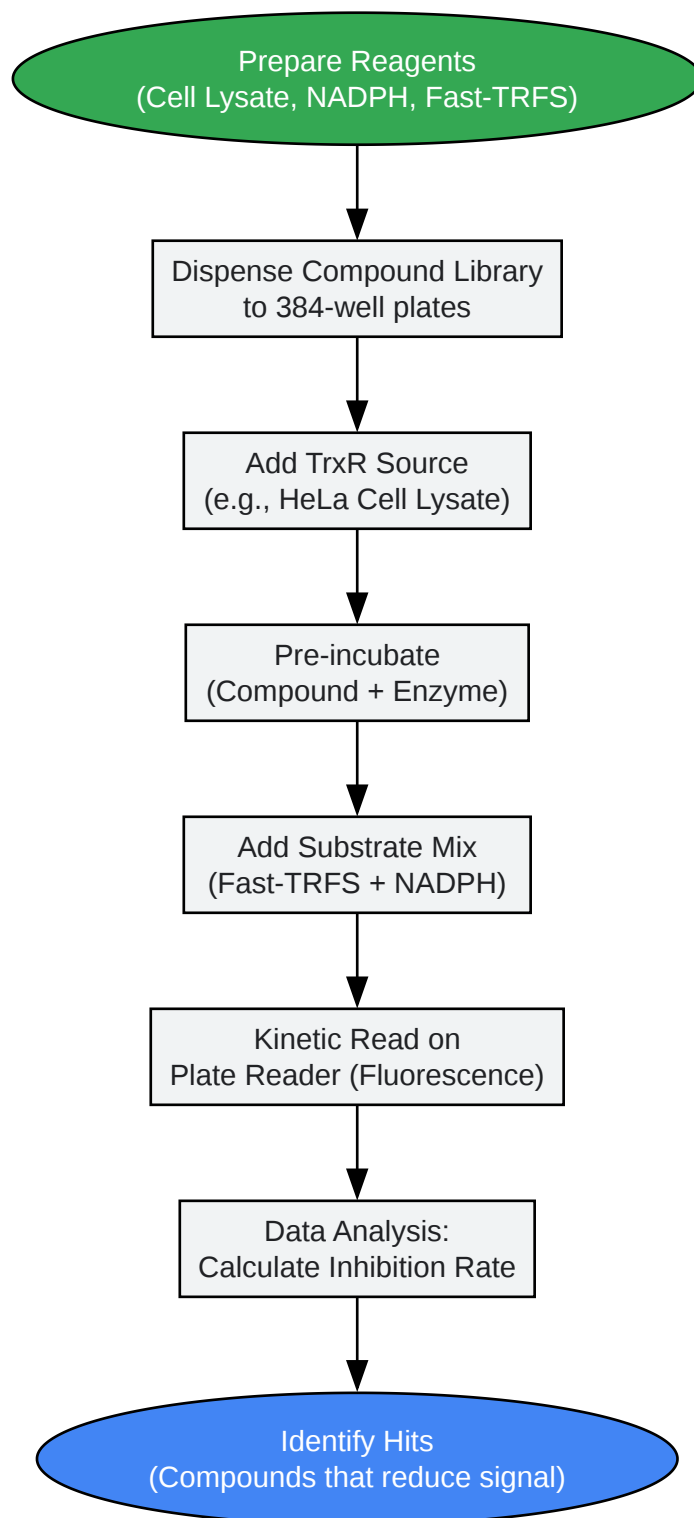 Prepare Reagents
(Cell Lysate, NADPH, Fast-TRFS)
Dispense Compound Library
to 384-well plates
Add TrxR Source
(e.g., HeLa Cell Lysate)
Pre-incubate
(Compound + Enzyme)
Add Substrate Mix
(Fast-TRFS + NADPH)
Kinetic Read on
Plate Reader (Fluorescence)
Data Analysis:
Calculate Inhibition Rate
Identify Hits
(Compounds that reduce signal)